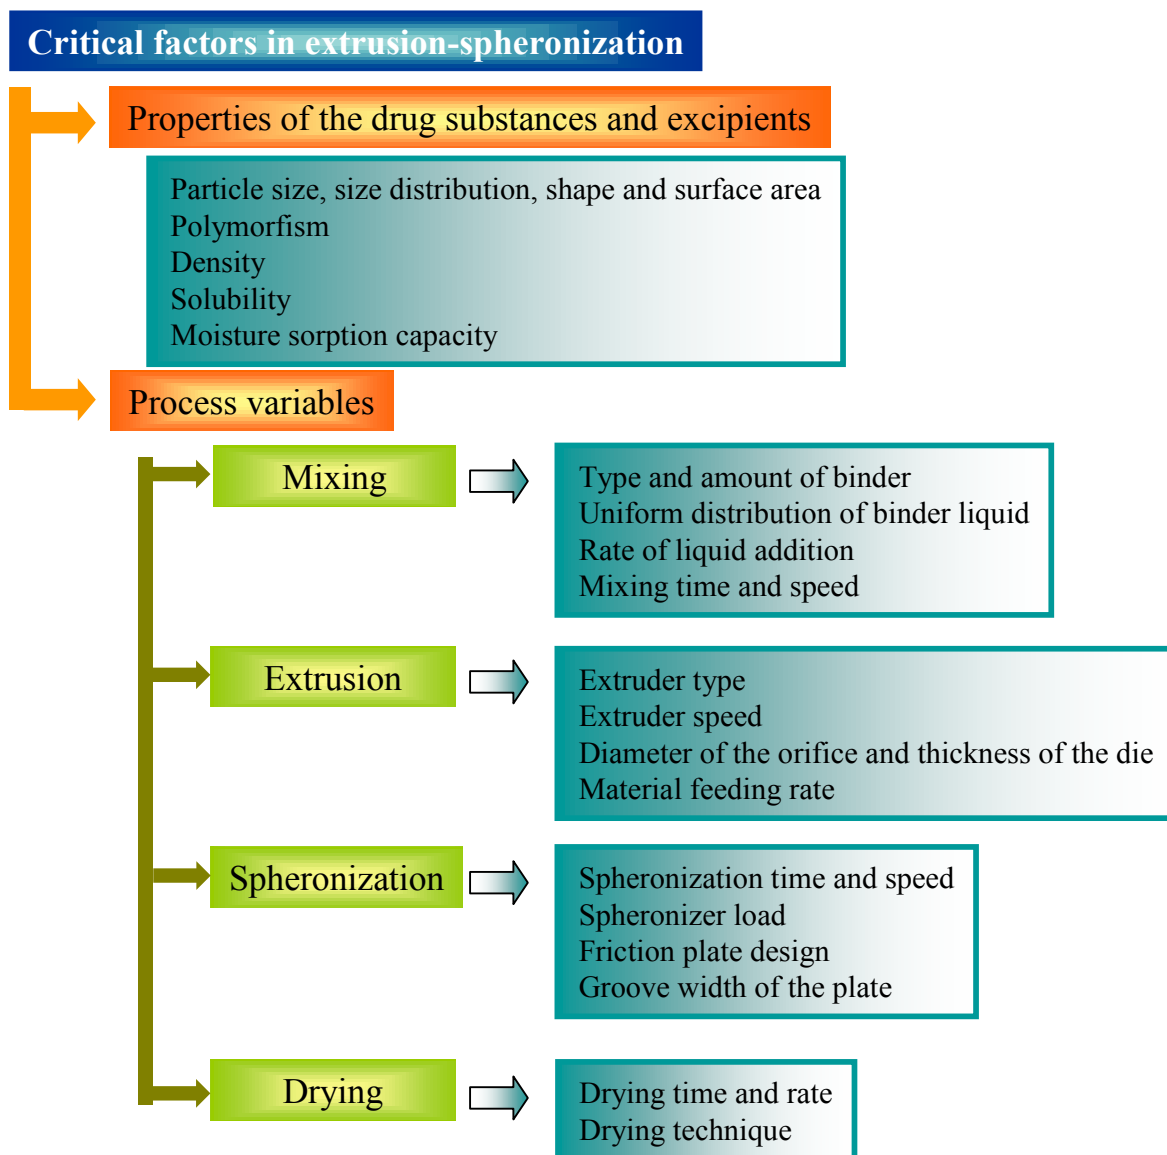 Critical factors in extrusion-spheronization
Properties of the drug substances and excipients
Particle size, size distribution, shape and surface area
Polymorfism
Density
Solubility
Moisture sorption capacity
Process variables
Mixing
Type and amount of binder
Uniform distribution of binder liquid
Rate of liquid addition
Mixing time and speed
Extrusion
Extruder type
Extruder speed
Diameter of the orifice and thickness of the die
Material feeding rate
Spheronization
Spheronization time and speed
Spheronizer load
Friction plate design
Groove width of the plate
Drying
Drying time and rate
Drying technique